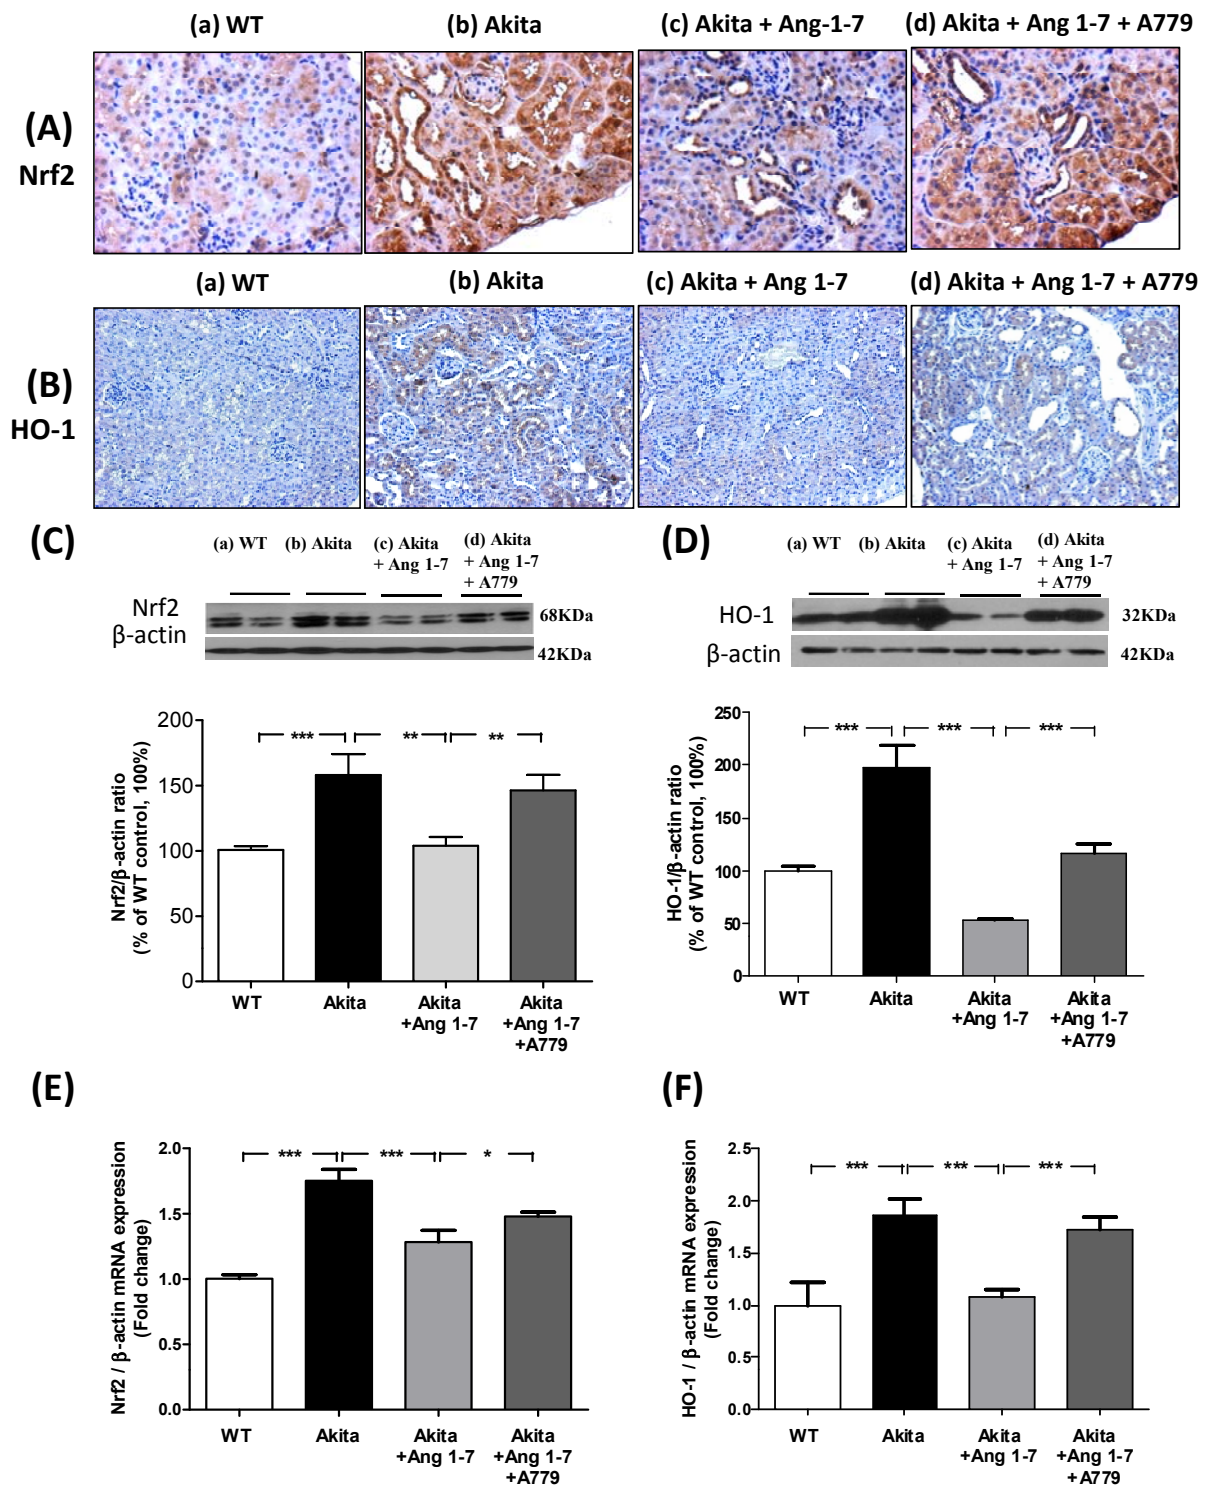 (a) WT (b) Akita (c) Akita + Ang-1-7 (d) Akita + Ang 1-7 + A779
(A)
Nrf2
(a) WT (b) Akita (c) Akita + Ang 1-7 (d) Akita + Ang 1-7 + A779
(B)
HO-1
(C)
(a) WT (b) Akita (c) Akita + Ang 1-7 (d) Akita + Ang 1-7 + A779
Nrf2 68KDa
β-actin 42KDa
200
150
100
50
0
Nrf2/β-actin ratio
(% of WT control, 100%)
*** ** **
WT Akita Akita +Ang 1-7 Akita +Ang 1-7 +A779
(D)
(a) WT (b) Akita (c) Akita + Ang 1-7 (d) Akita + Ang 1-7 + A779
HO-1 32KDa
β-actin 42KDa
250
200
150
100
50
0
HO-1/β-actin ratio
(% of WT control, 100%)
*** *** ***
WT Akita Akita +Ang 1-7 Akita +Ang 1-7 +A779
(E)
2.0
1.5
1.0
0.5
0.0
Nrf2 / β-actin mRNA expression
(Fold change)
*** *** *
WT Akita Akita +Ang 1-7 Akita +Ang 1-7 +A779
(F)
2.5
2.0
1.5
1.0
0.5
0.0
HO-1 / β-actin mRNA expression
(Fold change)
*** *** ***
WT Akita Akita +Ang 1-7 Akita +Ang 1-7 +A779